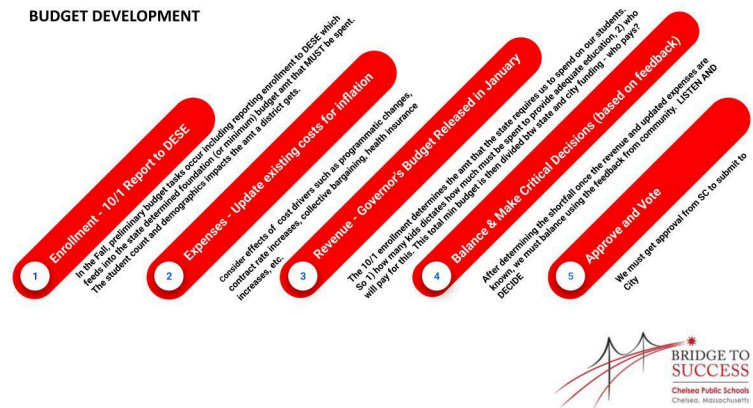 BUDGET DEVELOPMENT
1
Enrollment - 10/1 Report to DESE
In the Fall, preliminary budget tasks occur including reporting enrollment to DESE which
feeds into the state determined foundation (or minimum) budget amt that MUST be spent.
The student count and demographics impacts the amt a district gets.
2
Expenses - Update existing costs for inflation
Consider effects of cost drivers such as programmatic changes,
contract rate increases, collective bargaining, health insurance
increases, etc.
3
Revenue - Governor's Budget Released in January
The 10/1 enrollment determines the amt that the state requires us to spend on our students.
So 1) how many kids dictates how much must be spent to provide adequate education, 2) who
will pay for this. This total min budget is then divided btw state and city funding - who pays?
4
Balance & Make Critical Decisions (based on feedback)
After determining the shortfall once the revenue and updated expenses are
known, we must balance using the feedback from community. LISTEN AND
DECIDE
5
Approve and Vote
We must get approval from SC to submit to
City
BRIDGE TO
SUCCESS
Chelsea Public Schools
Chelsea, Massachusetts